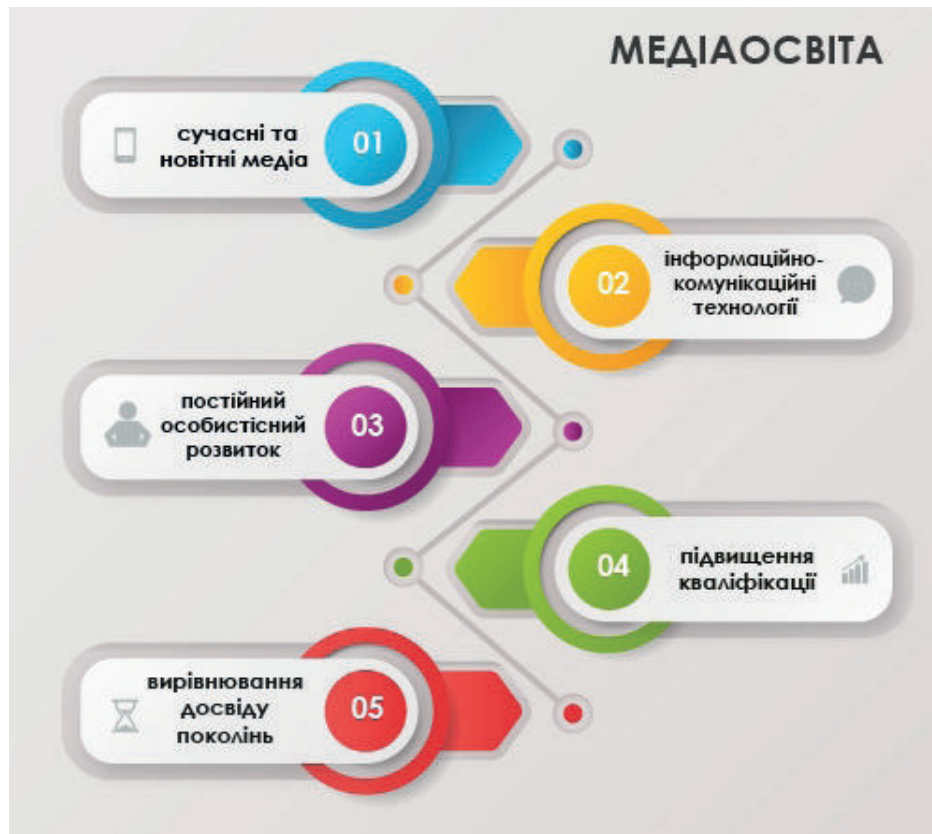 МЕДІАОСВІТА
сучасні та
новітні медіа
01
02
інформаційно-
комунікаційні
технології
постійний
особистісний
розвиток
03
04
підвищення
кваліфікації
вирівнювання
досвіду
поколінь
05